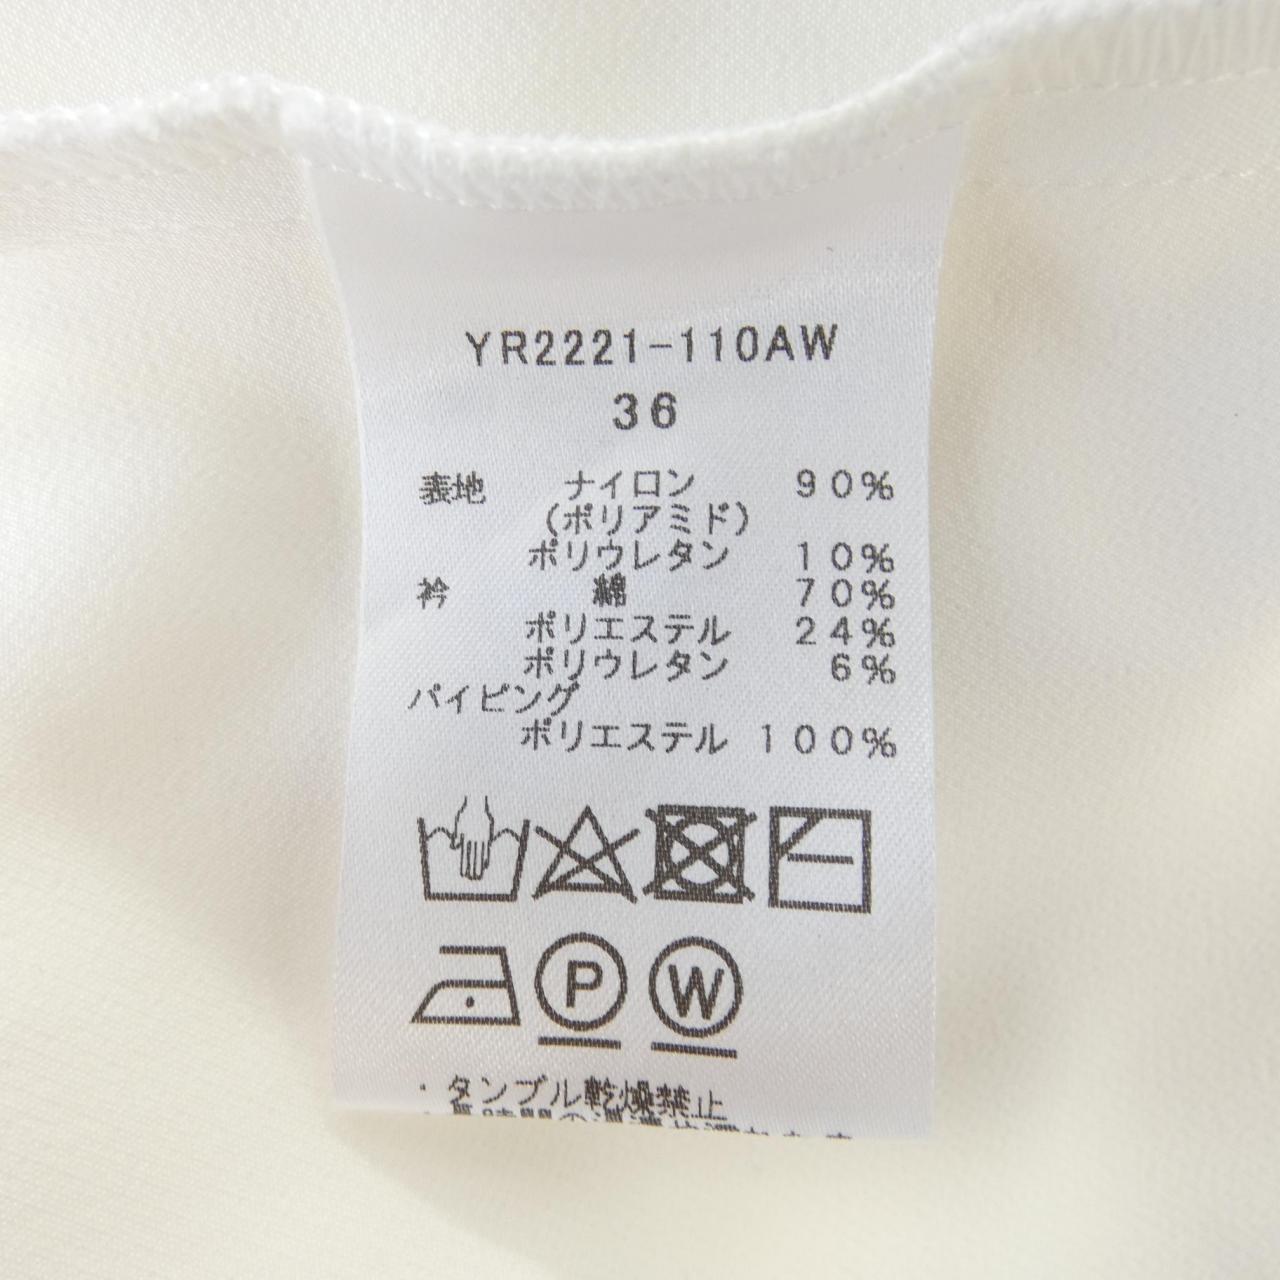 YR2221-110AW
36
表地 ナイロン 90%
(ポリアミド)
ポリウレタン 10%
衿 綿 70%
ポリエステル 24%
ポリウレタン 6%
パイピング
ポリエステル 100%
P W
・タンブル乾燥禁止